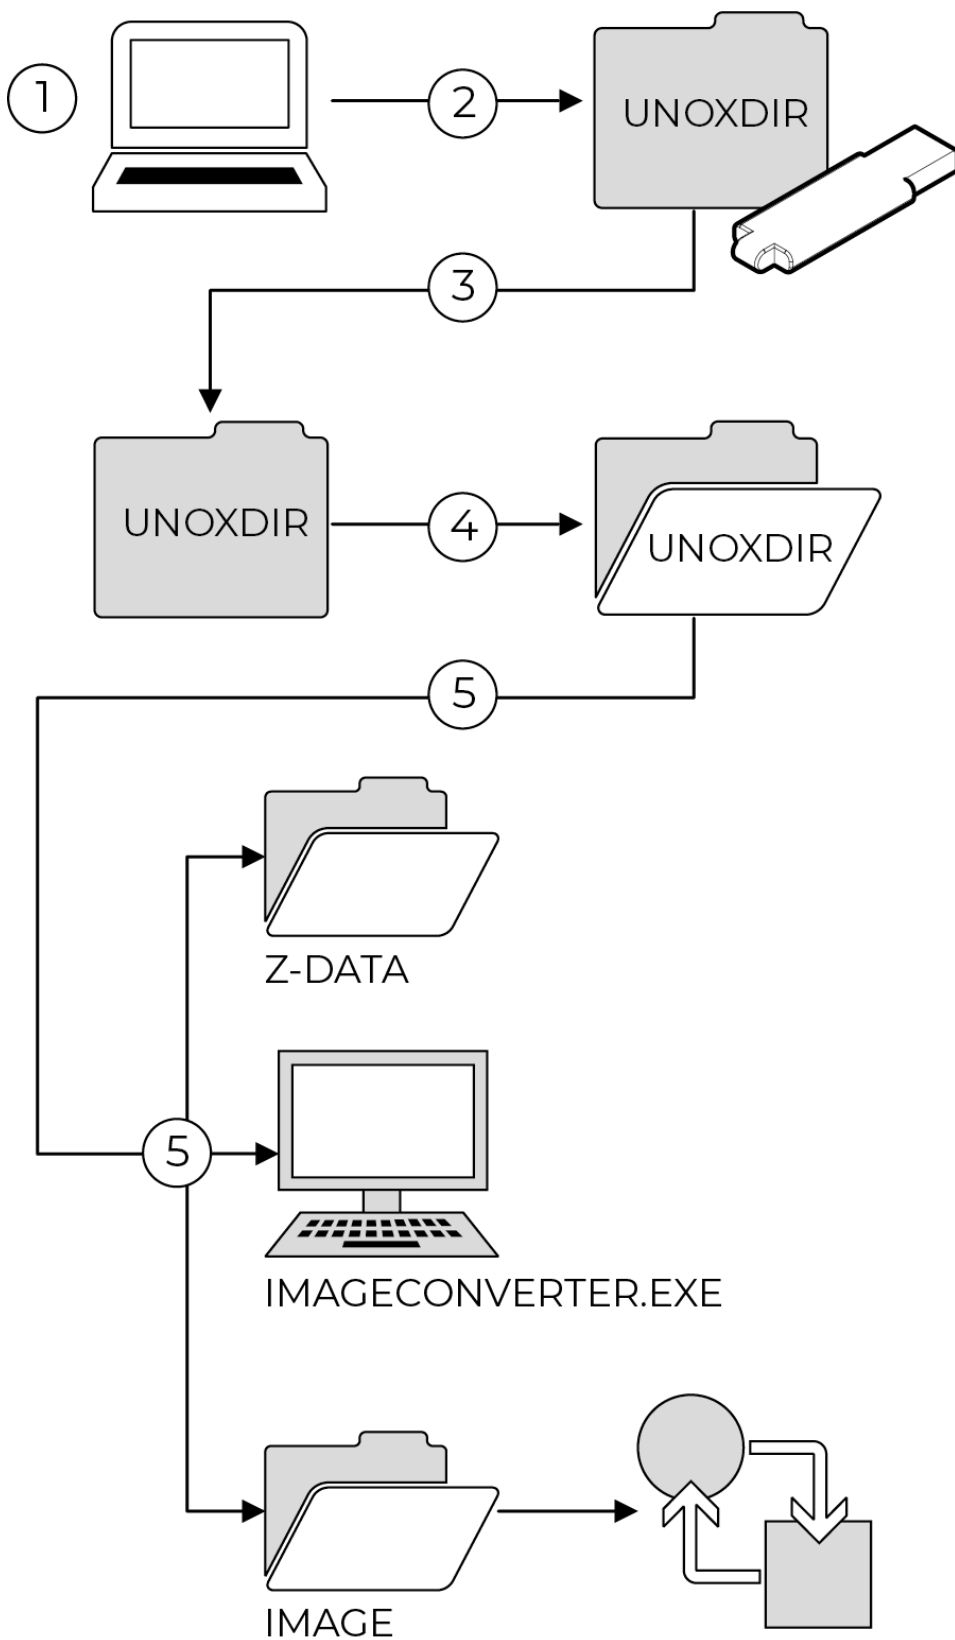 1
2
UNOXDIR
3
UNOXDIR
4
UNOXDIR
5
Z-DATA
5
IMAGECONVERTER.EXE
IMAGE